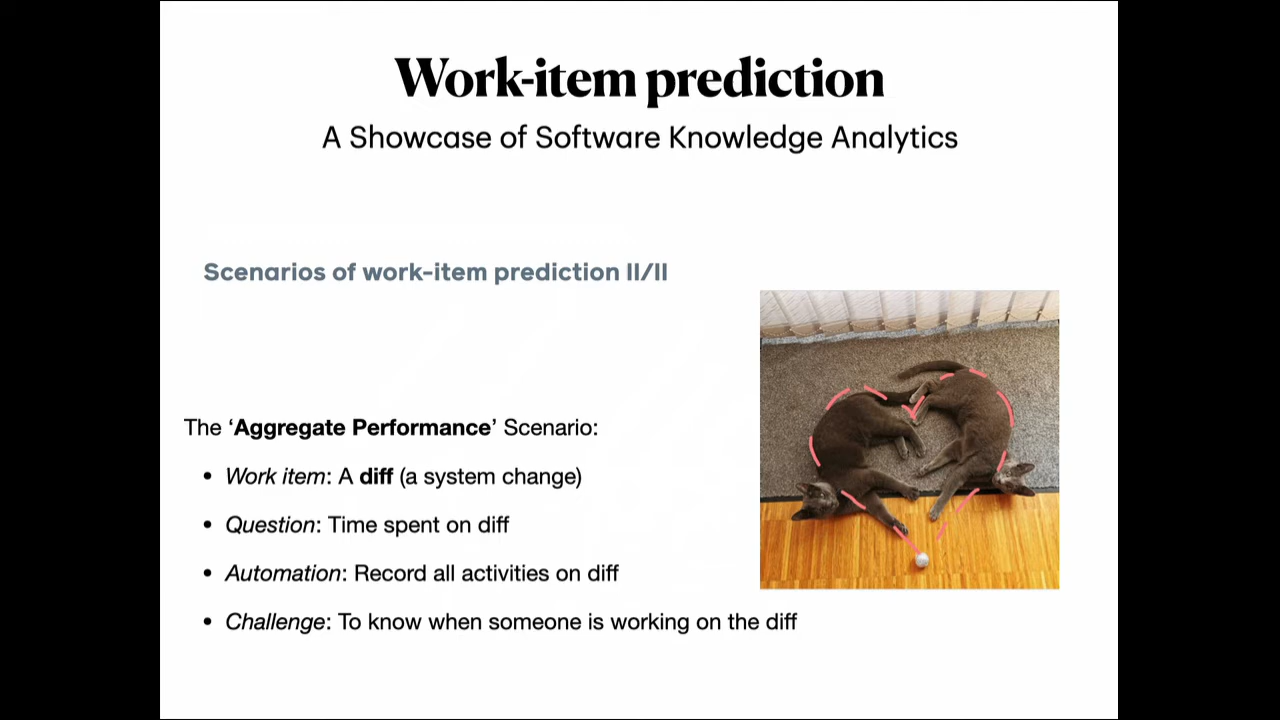 Work-item prediction
A Showcase of Software Knowledge Analytics
Scenarios of work-item prediction II/II
The ‘Aggregate Performance’ Scenario:
• Work item: A diff (a system change)
• Question: Time spent on diff
• Automation: Record all activities on diff
• Challenge: To know when someone is working on the diff